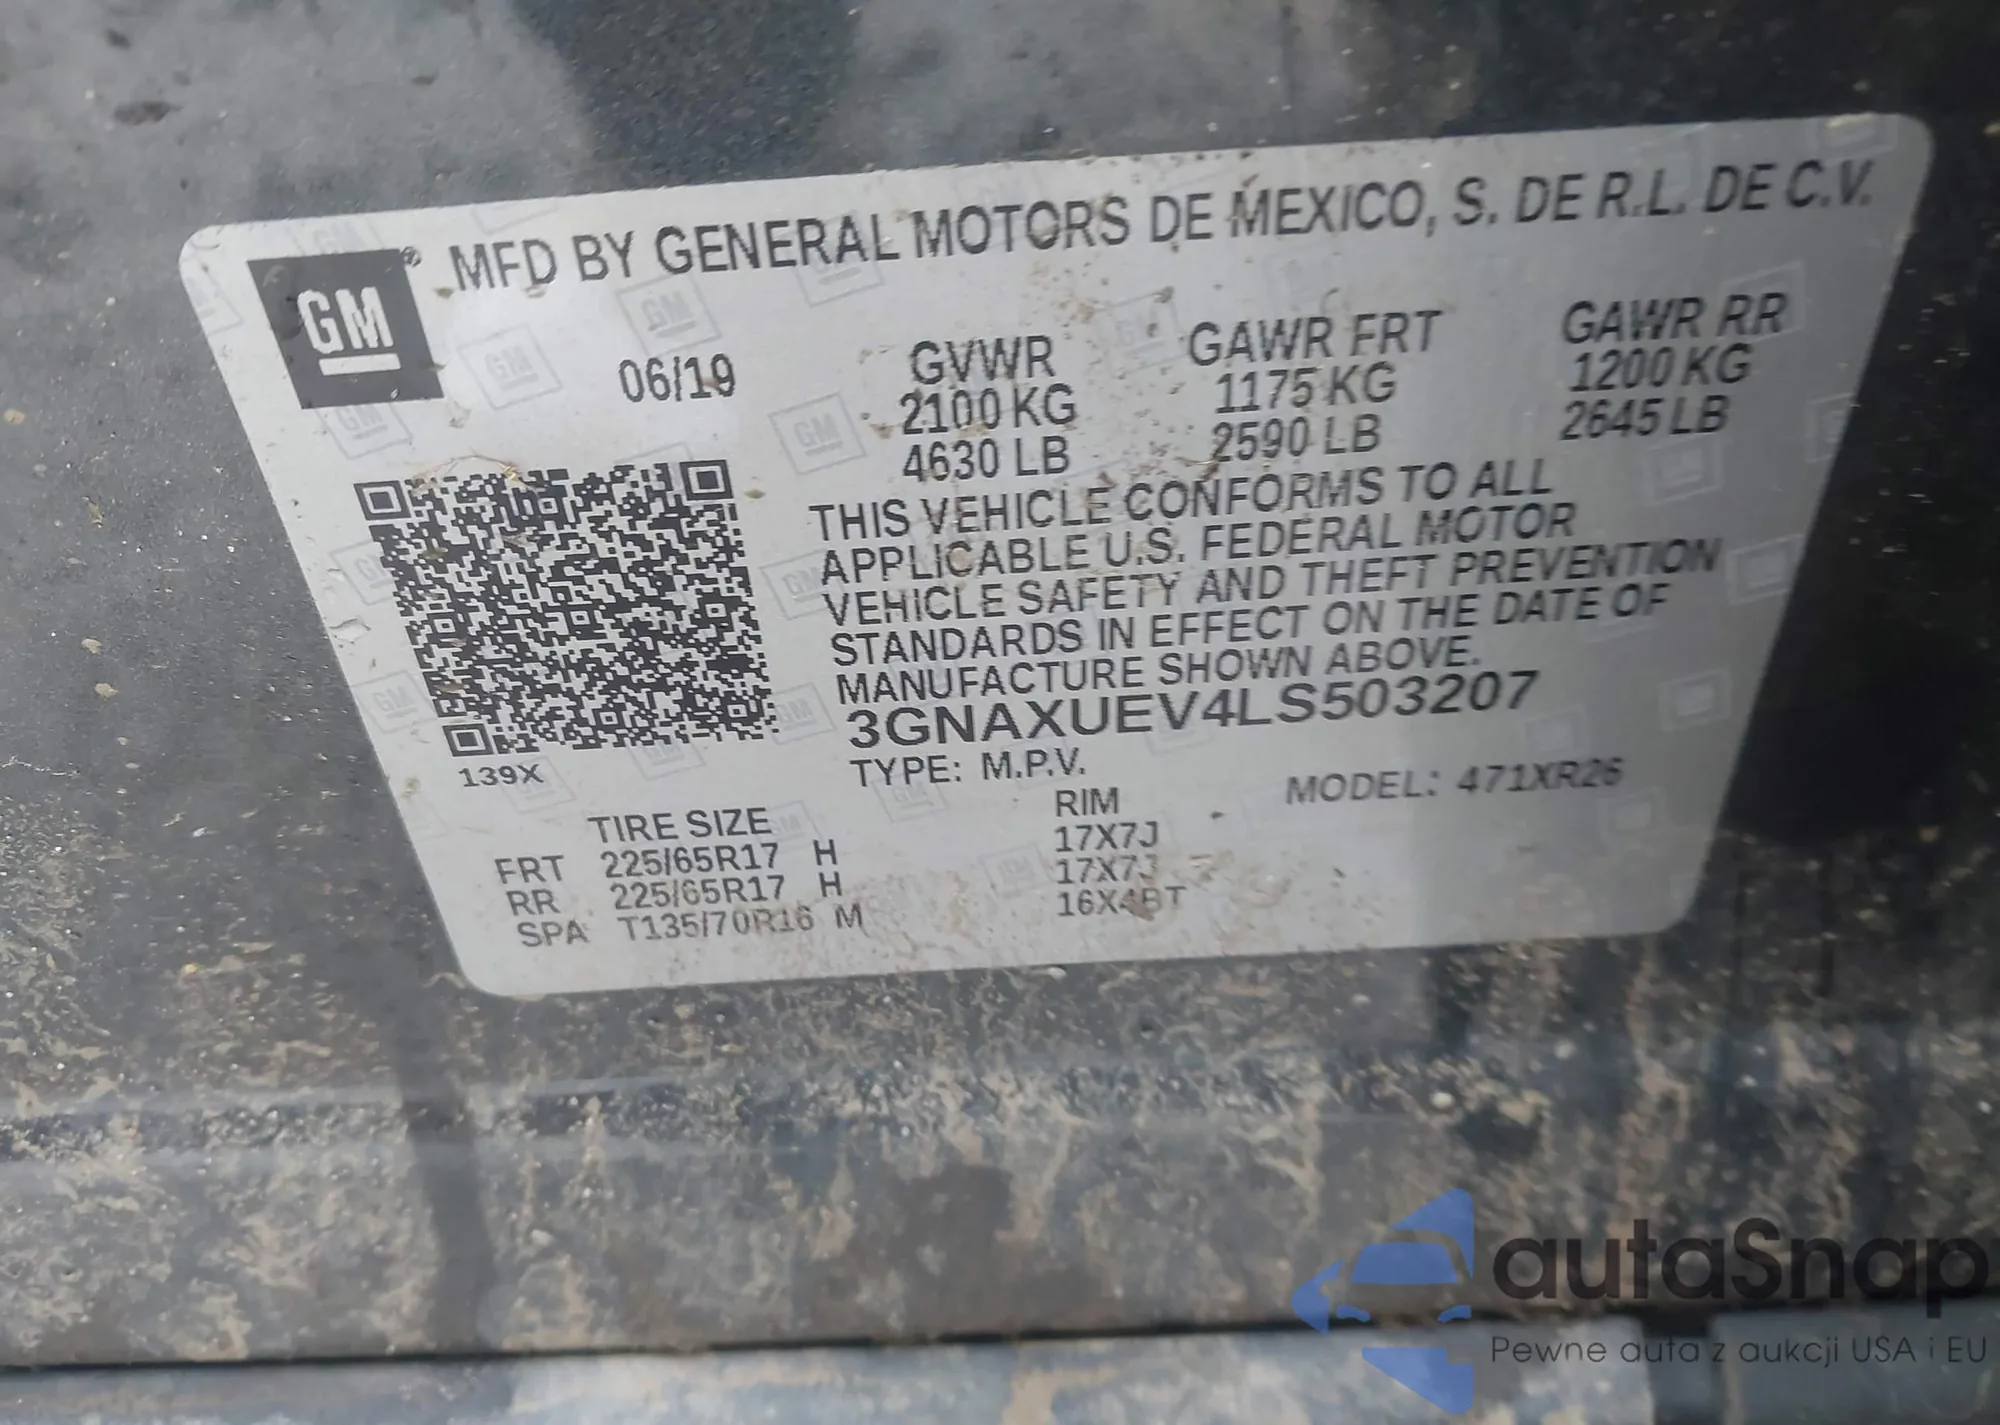 GM
MFD BY GENERAL MOTORS DE MEXICO, S. DE R.L. DE C.V.
06/19
GVWR GAWR FRT GAWR RR
2100 KG 1175 KG 1200 KG
4630 LB 2590 LB 2645 LB
THIS VEHICLE CONFORMS TO ALL
APPLICABLE U.S. FEDERAL MOTOR
VEHICLE SAFETY AND THEFT PREVENTION
STANDARDS IN EFFECT ON THE DATE OF
MANUFACTURE SHOWN ABOVE.
3GNAXUEV4LS503207
TYPE: M.P.V. MODEL: 471XR26
139X
TIRE SIZE RIM
FRT 225/65R17 H 17X7J
RR 225/65R17 H 17X7J
SPA T135/70R16 M 16X4BT
autaSnap
Pewne auta z aukcji USA i EU